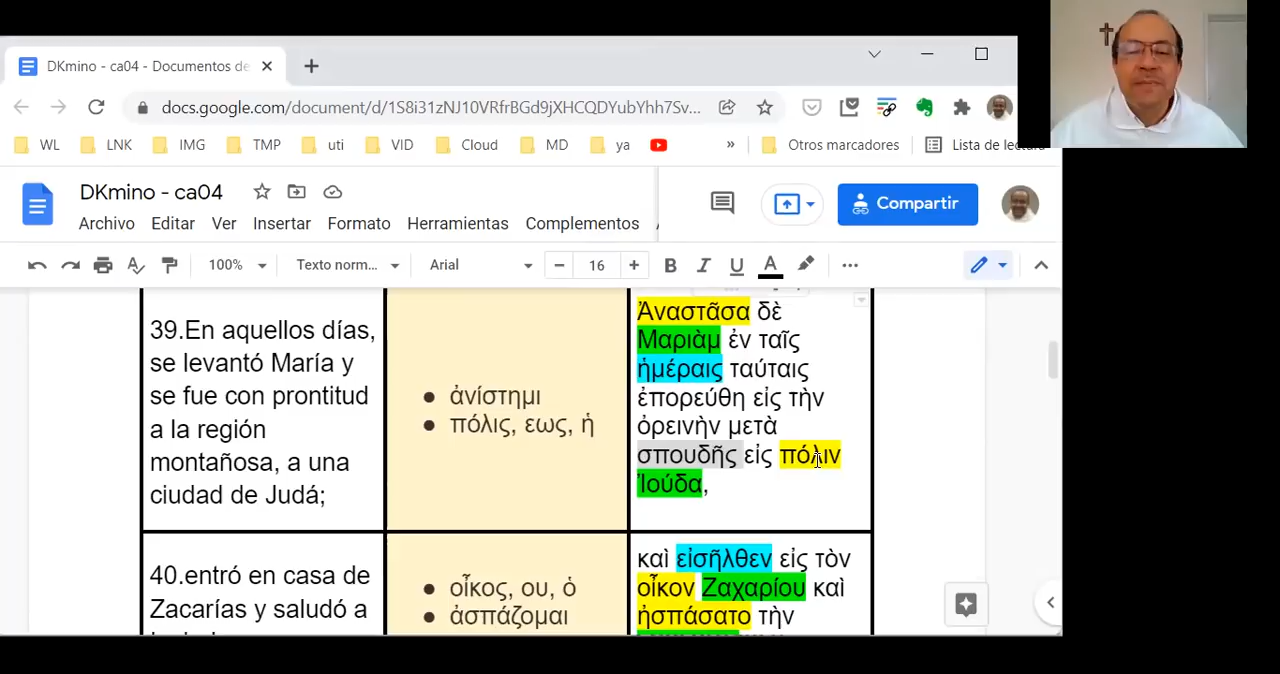 DKmino - ca04 - Documentos de
docs.google.com/document/d/1S8i31zNJ10VRfrBGd9jXHCQDYubYhh7Sv...
WL LNK IMG TMP uti VID Cloud MD ya » Otros marcadores Lista de lectu
DKmino - ca04
Compartir
Archivo Editar Ver Insertar Formato Herramientas Complementos
100% Texto norm... Arial 16 B I U A
39.En aquellos días,
se levantó María y
se fue con prontitud
a la región
montañosa, a una
ciudad de Judá;
● ἀνίστημι
● πόλις, εως, ἡ
Ἀναστᾶσα δὲ
Μαριὰμ ἐν ταῖς
ἡμέραις ταύταις
ἐπορεύθη εἰς τὴν
ὀρεινὴν μετὰ
σπουδῆς εἰς πόλιν
Ἰούδα,
40.entró en casa de
Zacarías y saludó a
● οἶκος, ου, ὁ
● ἀσπάζομαι
καὶ εἰσῆλθεν εἰς τὸν
οἶκον Ζαχαρίου καὶ
ἠσπάσατο τὴν